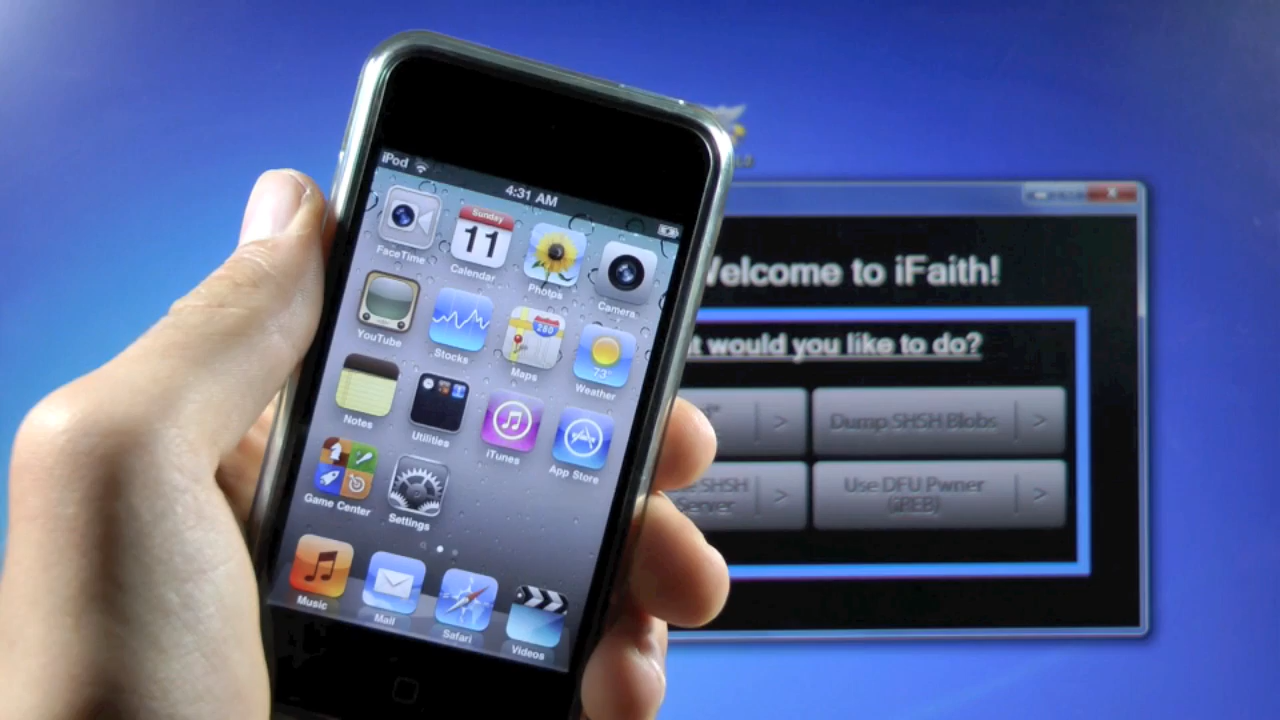 iPod
4:31 AM
FaceTime
Sunday
11
Calendar
Photos
Camera
YouTube
Stocks
280
Maps
73°
Weather
Notes
Utilities
iTunes
App Store
Game Center
Settings
Music
Mail
Safari
Videos
Welcome to iFaith!
would you like to do?
Dump SHSH Blobs
SHSH
Server
Use DFU Pwner
(iREB)